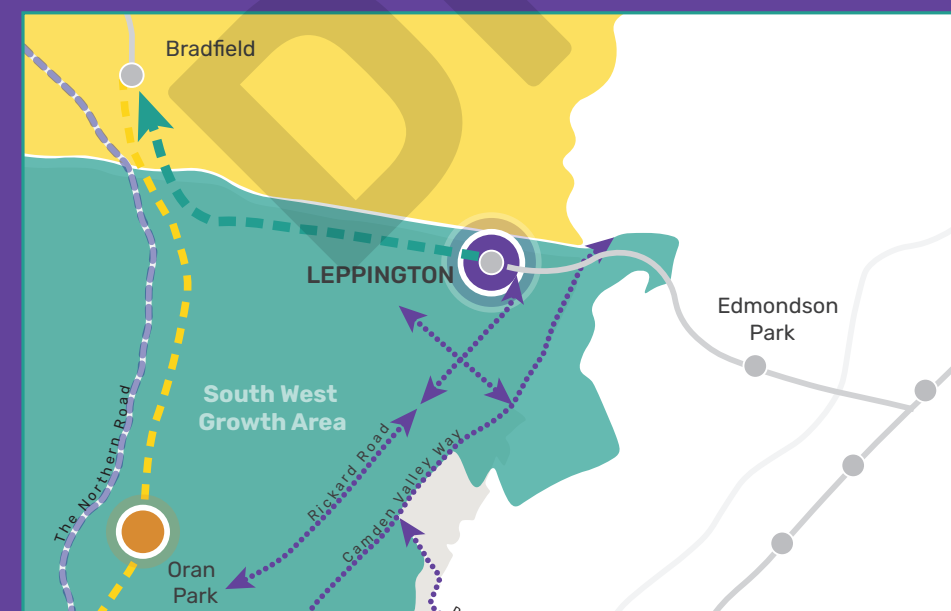 Bradfield
LEPPINGTON
Edmondson
Park
South West
Growth Area
The Northern Road
Rickard Road
Camden Valley Way
Oran
Park